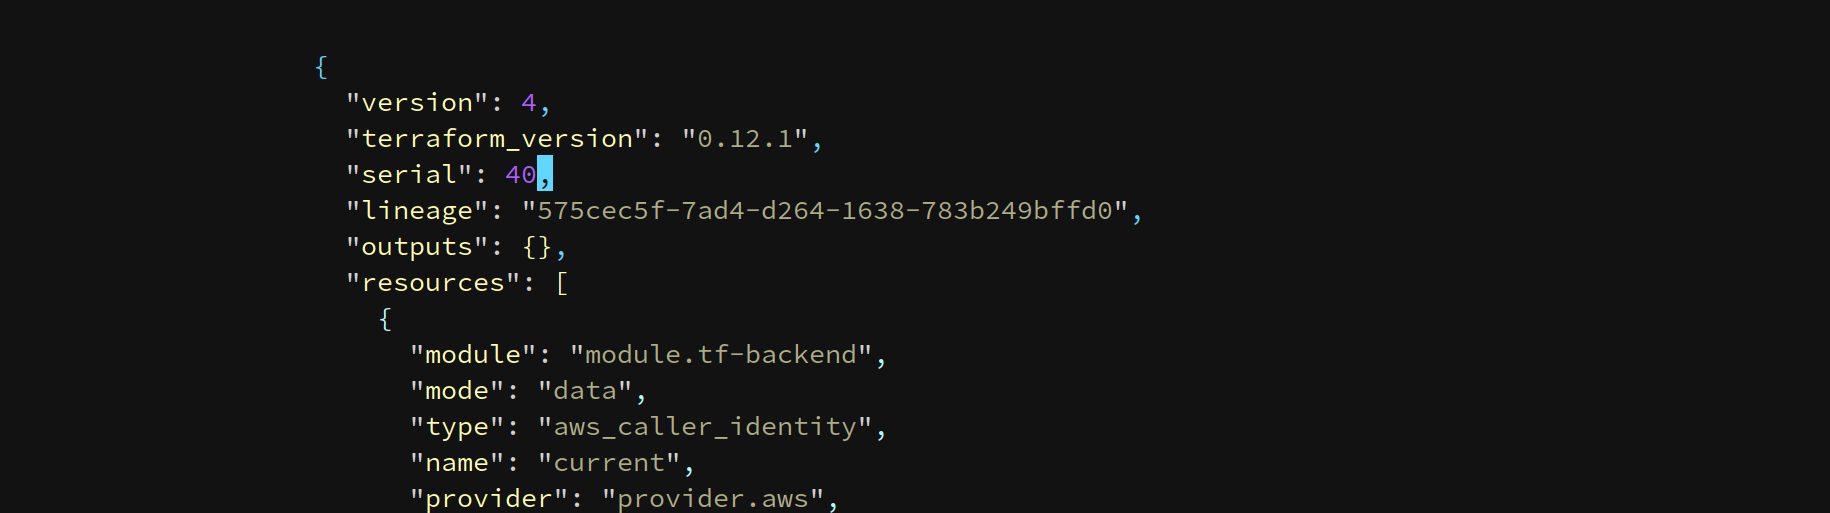 {
"version": 4,
"terraform_version": "0.12.1",
"serial": 40,
"lineage": "575cec5f-7ad4-d264-1638-783b249bffd0",
"outputs": {},
"resources": [
{
"module": "module.tf-backend",
"mode": "data",
"type": "aws_caller_identity",
"name": "current",
"provider": "provider.aws",